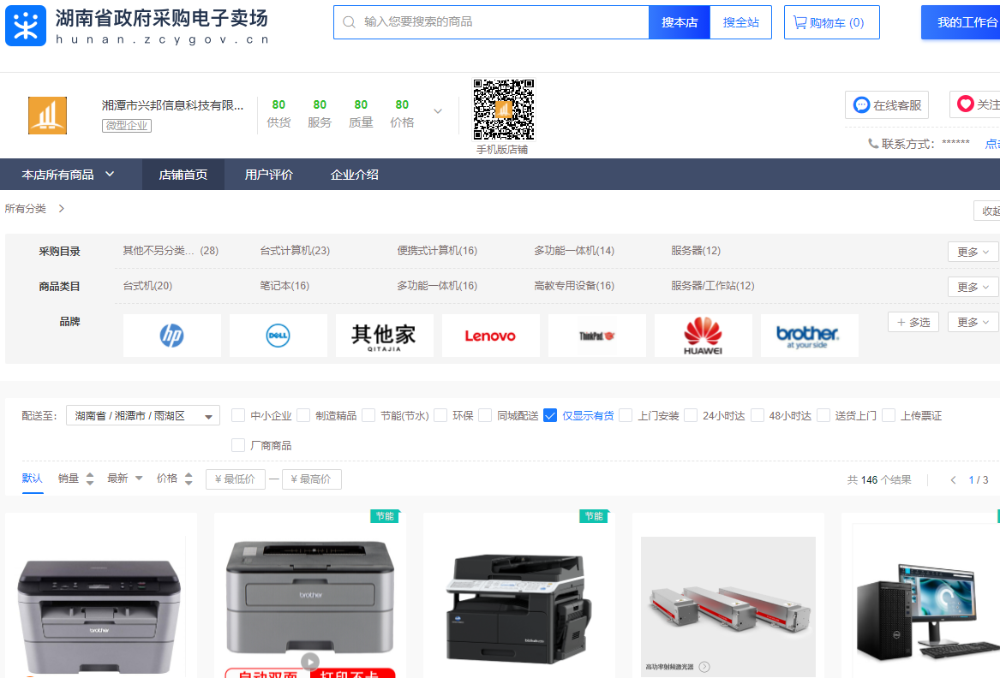 湖南省政府采购电子卖场
hunan.zcygov.cn
输入您要搜索的商品
搜本店
搜全站
购物车 (0)
我的工作台
湘潭市兴邦信息科技有限...
微型企业
80 80 80 80
供货 服务 质量 价格
手机版店铺
在线客服
关注
联系方式： ******
点击
本店所有商品 店铺首页 用户评价 企业介绍
所有分类
收起
采购目录 其他不另分类... (28) 台式计算机(23) 便携式计算机(16) 多功能一体机(14) 服务器(12) 更多
商品类目 台式机(20) 笔记本(16) 多功能一体机(16) 高教专用设备(16) 服务器/工作站(12) 更多
品牌 hp DELL 其他家 QITAJIA Lenovo ThinkPad HUAWEI brother at your side + 多选 更多
配送至： 湖南省 / 湘潭市 / 雨湖区 中小企业 制造精品 节能(节水) 环保 同城配送 仅显示有货 上门安装 24小时达 48小时达 送货上门 上传票证
厂商商品
默认 销量 最新 价格 ¥ 最低价 — ¥ 最高价 共 146 个结果 1 / 3
节能
节能
brother
brother
自动双面 打印不卡
高功率射频激光器
DELL